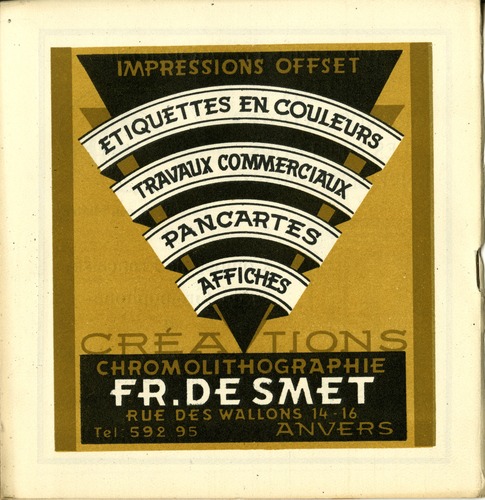 IMPRESSIONS OFFSET
ETIQUETTES EN COULEURS
TRAVAUX COMMERCIAUX
PANCARTES
AFFICHES
CRÉATIONS
CHROMOLITHOGRAPHIE
FR. DE SMET
RUE DES WALLONS 14-16
Tel: 592 95 ANVERS